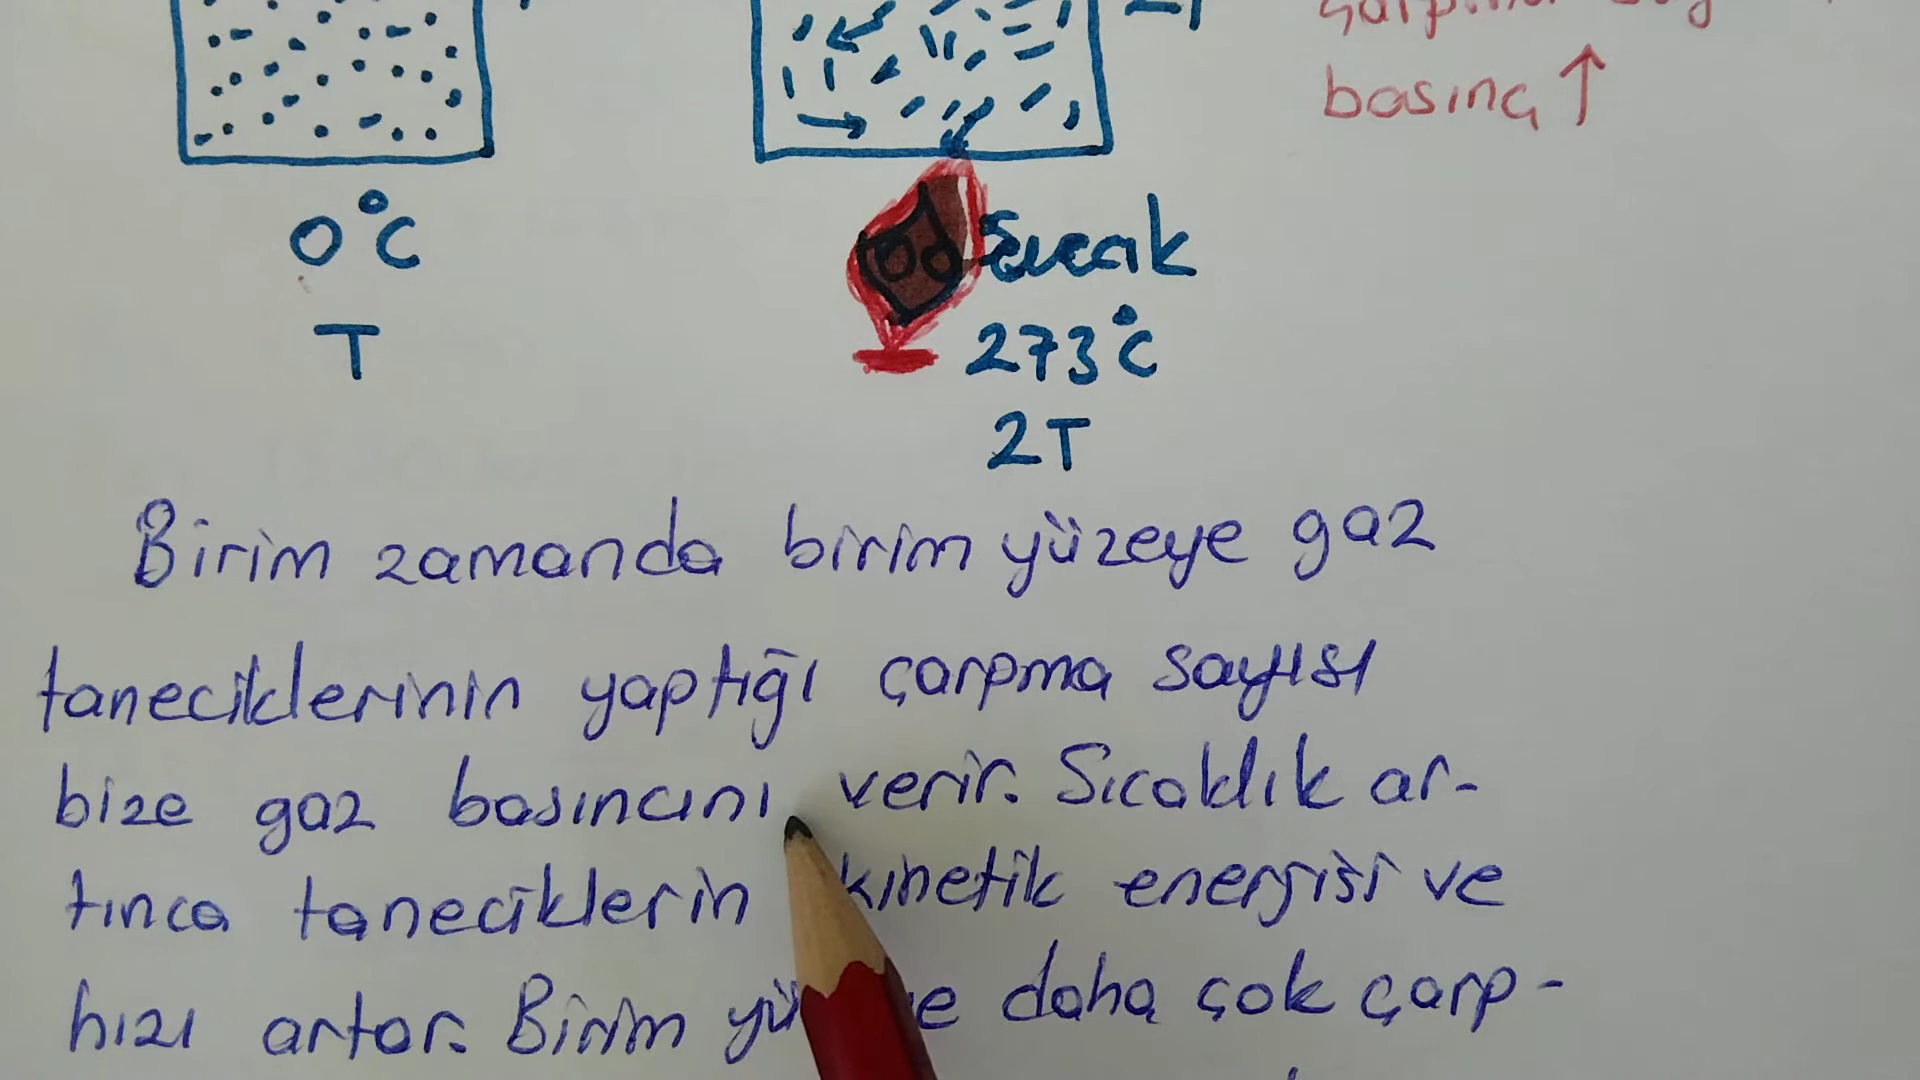 basınç ↑
0°C
T
Sıcak
273°C
2T
Birim zamanda birim yüzeye gaz
taneciklerinin yaptığı çarpma sayısı
bize gaz basıncını verir. Sıcaklık ar-
tınca taneciklerin kinetik enerjisi ve
hızı artar. Birim daha çok çarp-